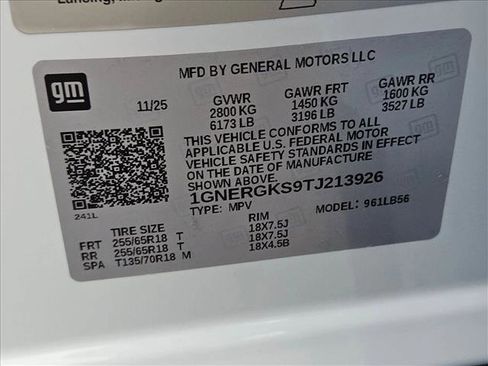 Lansing,
gm
MFD BY GENERAL MOTORS LLC
11/25
GVWR GAWR FRT GAWR RR
2800 KG 1450 KG 1600 KG
6173 LB 3196 LB 3527 LB
THIS VEHICLE CONFORMS TO ALL
APPLICABLE U.S. FEDERAL MOTOR
VEHICLE SAFETY STANDARDS IN EFFECT
ON THE DATE OF MANUFACTURE
SHOWN ABOVE.
1GNERGKS9TJ213926
TYPE: MPV MODEL: 961LB56
241L
TIRE SIZE RIM
FRT 255/65R18 T 18X7.5J
RR 255/65R18 T 18X7.5J
SPA T135/70R18 M 18X4.5B